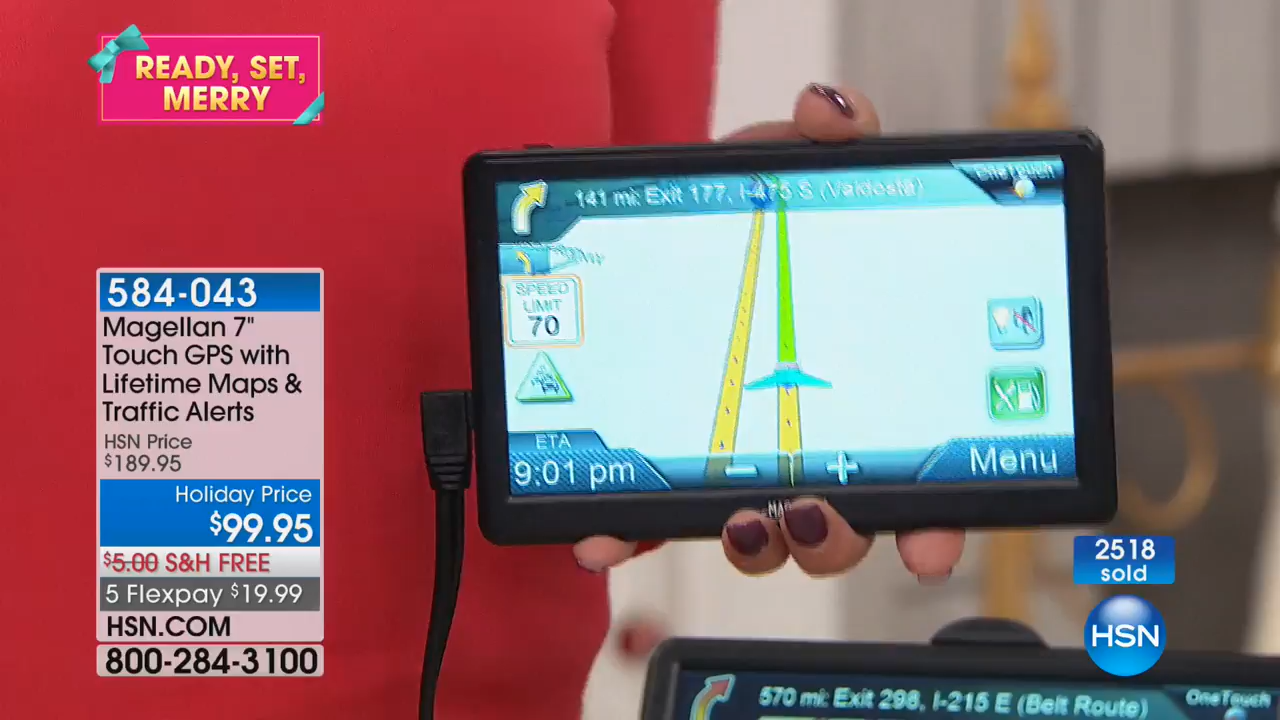 READY, SET,
MERRY
584-043
Magellan 7"
Touch GPS with
Lifetime Maps &
Traffic Alerts
HSN Price
$189.95
Holiday Price
$99.95
$5.00 S&H FREE
5 Flexpay $19.99
HSN.COM
800-284-3100
141 mi: Exit 177, I-475 S (Valdosta)
OneTouch
SPEED
LIMIT
70
ETA
9:01 pm
Menu
2518
sold
HSN
570 mi: Exit 298, I-215 E (Belt Route)
OneTouch